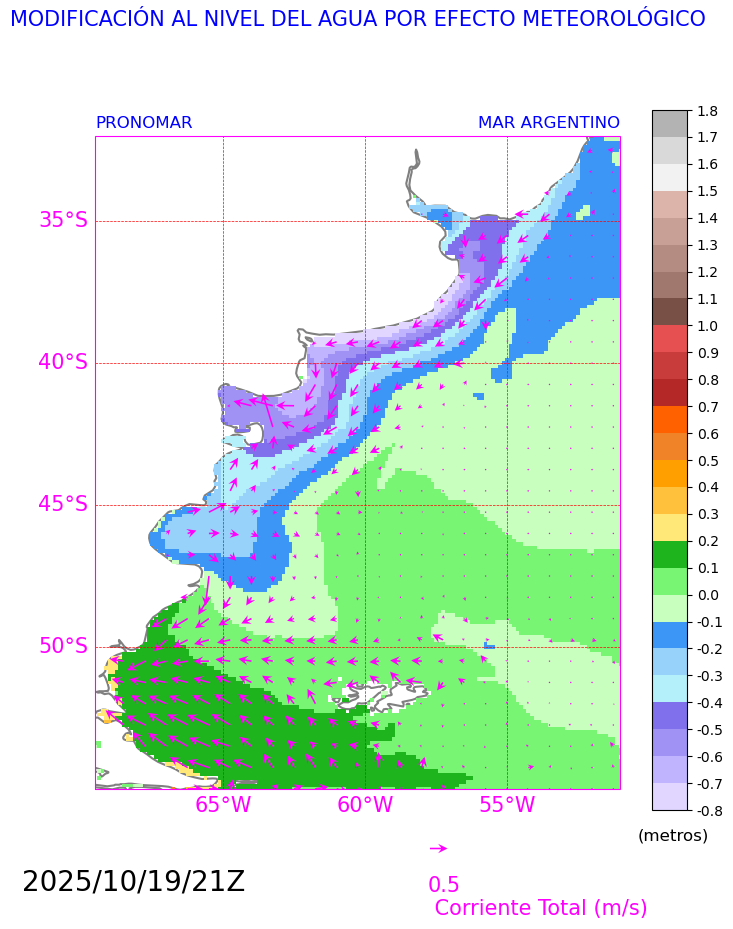 MODIFICACIÓN AL NIVEL DEL AGUA POR EFECTO METEOROLÓGICO
PRONOMAR MAR ARGENTINO
35°S
40°S
45°S
50°S
65°W 60°W 55°W
1.8
1.7
1.6
1.5
1.4
1.3
1.2
1.1
1.0
0.9
0.8
0.7
0.6
0.5
0.4
0.3
0.2
0.1
0.0
-0.1
-0.2
-0.3
-0.4
-0.5
-0.6
-0.7
-0.8
(metros)
2025/10/19/21Z
0.5
Corriente Total (m/s)